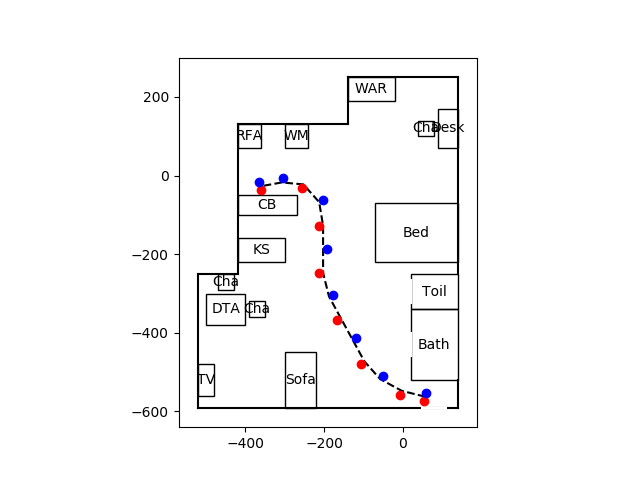 WAR
200
RFA
WM
Cha
Desk
0
CB
KS
Bed
−200
Cha
Toil
DTA
Cha
Bath
−400
TV
Sofa
−600
−400
−200
0